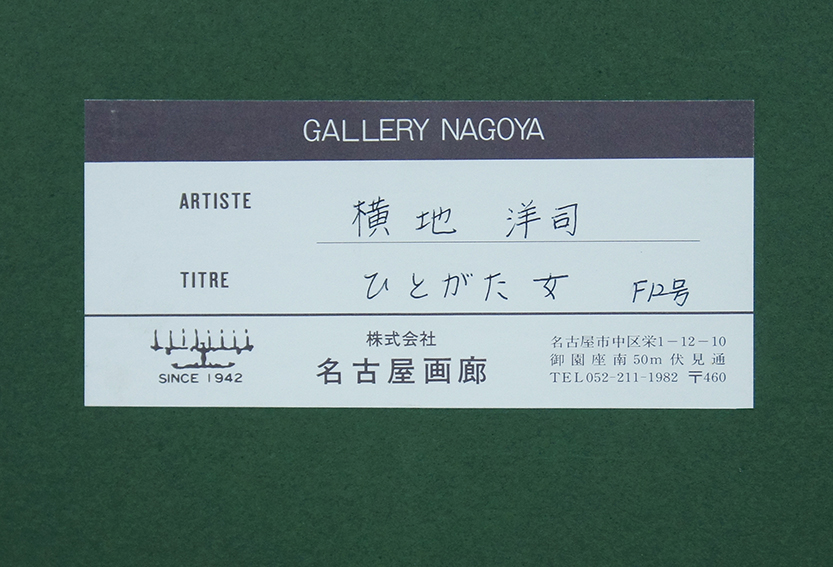 GALLERY NAGOYA
ARTISTE 横地 洋司
TITRE ひとがた女 F12号
SINCE 1942
株式会社
名古屋画廊
名古屋市中区栄1-12-10
御園座南50m伏見通
TEL052-211-1982 〒460